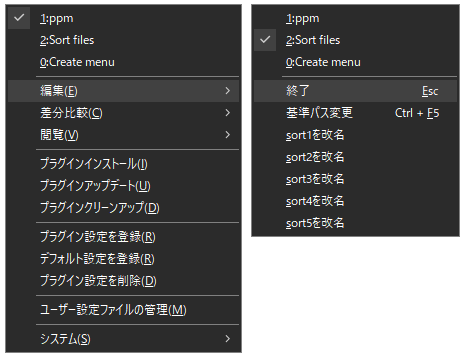 1:ppm
2:Sort files
0:Create menu
編集(E)
差分比較(C)
閲覧(V)
プラグインインストール(I)
プラグインアップデート(U)
プラグインクリーンアップ(D)
プラグイン設定を登録(R)
デフォルト設定を登録(R)
プラグイン設定を削除(D)
ユーザー設定ファイルの管理(M)
システム(S)
1:ppm
2:Sort files
0:Create menu
終了 Esc
基準パス変更 Ctrl + F5
sort1を改名
sort2を改名
sort3を改名
sort4を改名
sort5を改名